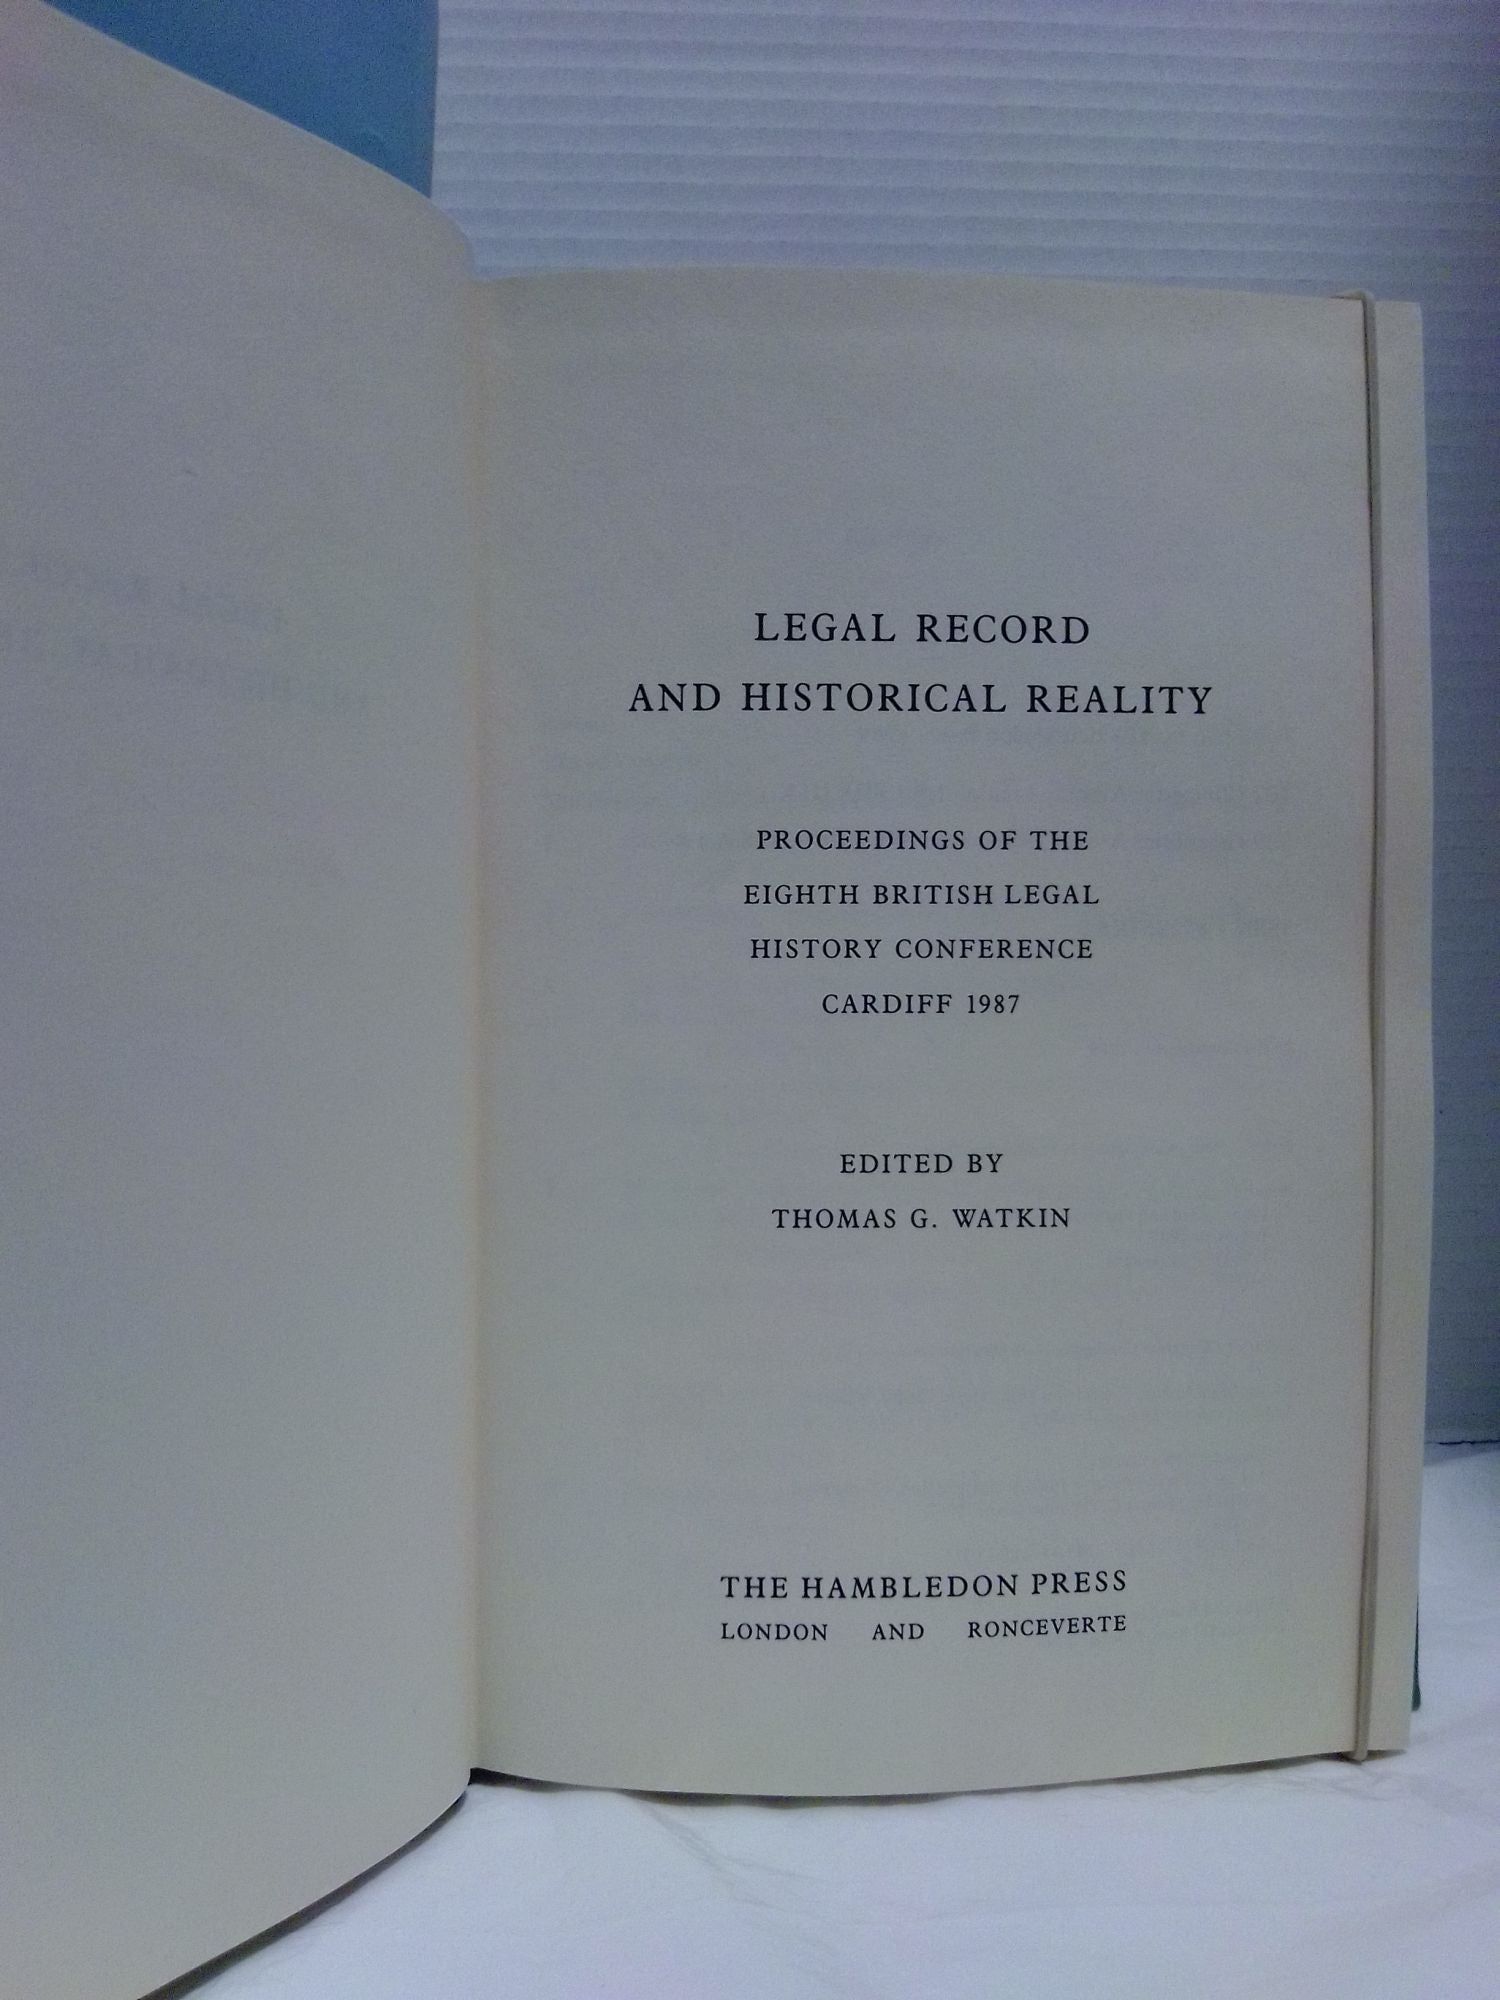 LEGAL RECORD
AND HISTORICAL REALITY
PROCEEDINGS OF THE
EIGHTH BRITISH LEGAL
HISTORY CONFERENCE
CARDIFF 1987
EDITED BY
THOMAS G. WATKIN
THE HAMBLEDON PRESS
LONDON AND RONCEVERTE